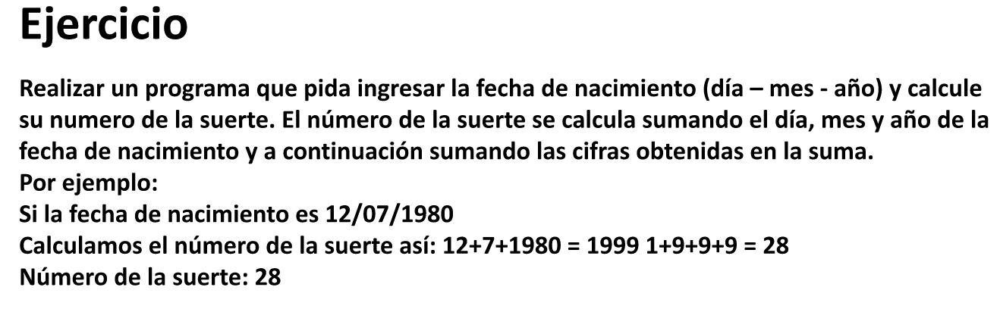 Ejercicio
Realizar un programa que pida ingresar la fecha de nacimiento (día – mes - año) y calcule
su numero de la suerte. El número de la suerte se calcula sumando el día, mes y año de la
fecha de nacimiento y a continuación sumando las cifras obtenidas en la suma.
Por ejemplo:
Si la fecha de nacimiento es 12/07/1980
Calculamos el número de la suerte así: 12+7+1980 = 1999 1+9+9+9 = 28
Número de la suerte: 28